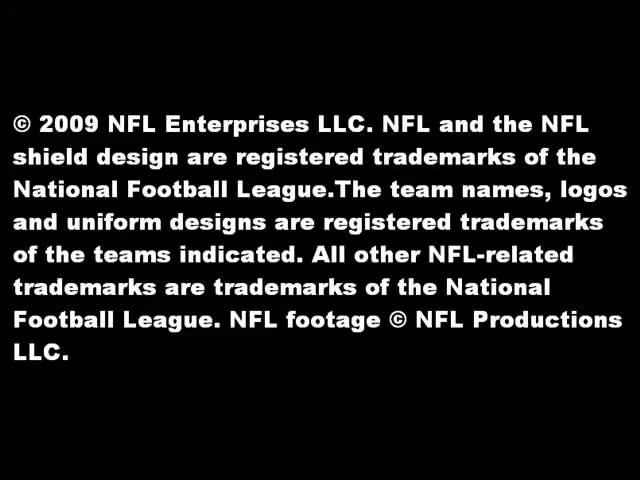 © 2009 NFL Enterprises LLC. NFL and the NFL
shield design are registered trademarks of the
National Football League.The team names, logos
and uniform designs are registered trademarks
of the teams indicated. All other NFL-related
trademarks are trademarks of the National
Football League. NFL footage © NFL Productions
LLC.